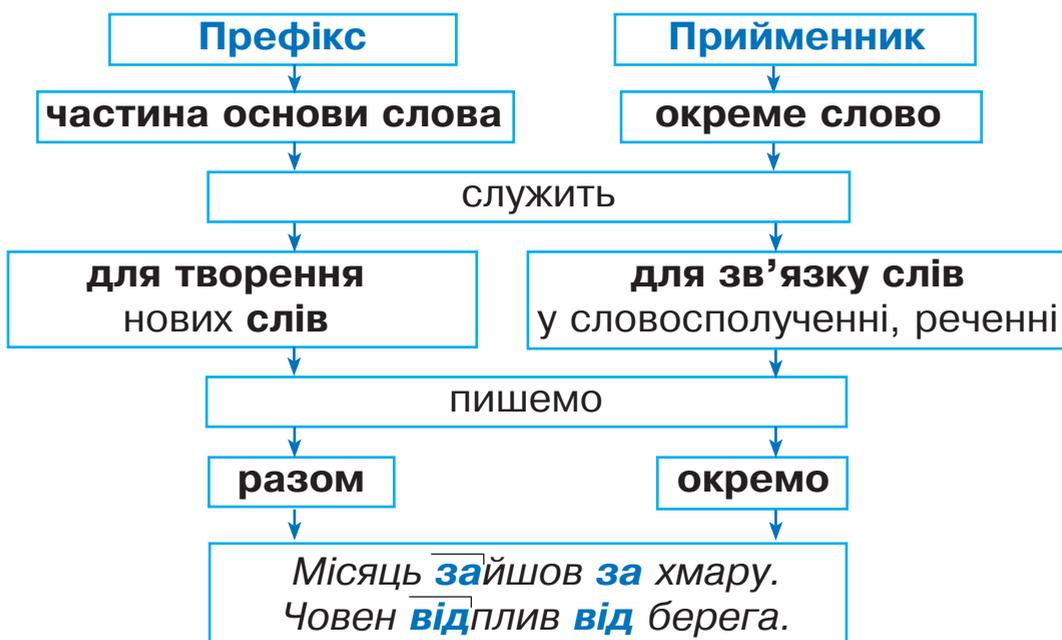 Префікс
Прийменник
частина основи слова
окреме слово
служить
для творення
нових слів
для зв’язку слів
у словосполученні, реченні
пишемо
разом
окремо
Місяць зайшов за хмару.
Човен відплив від берега.